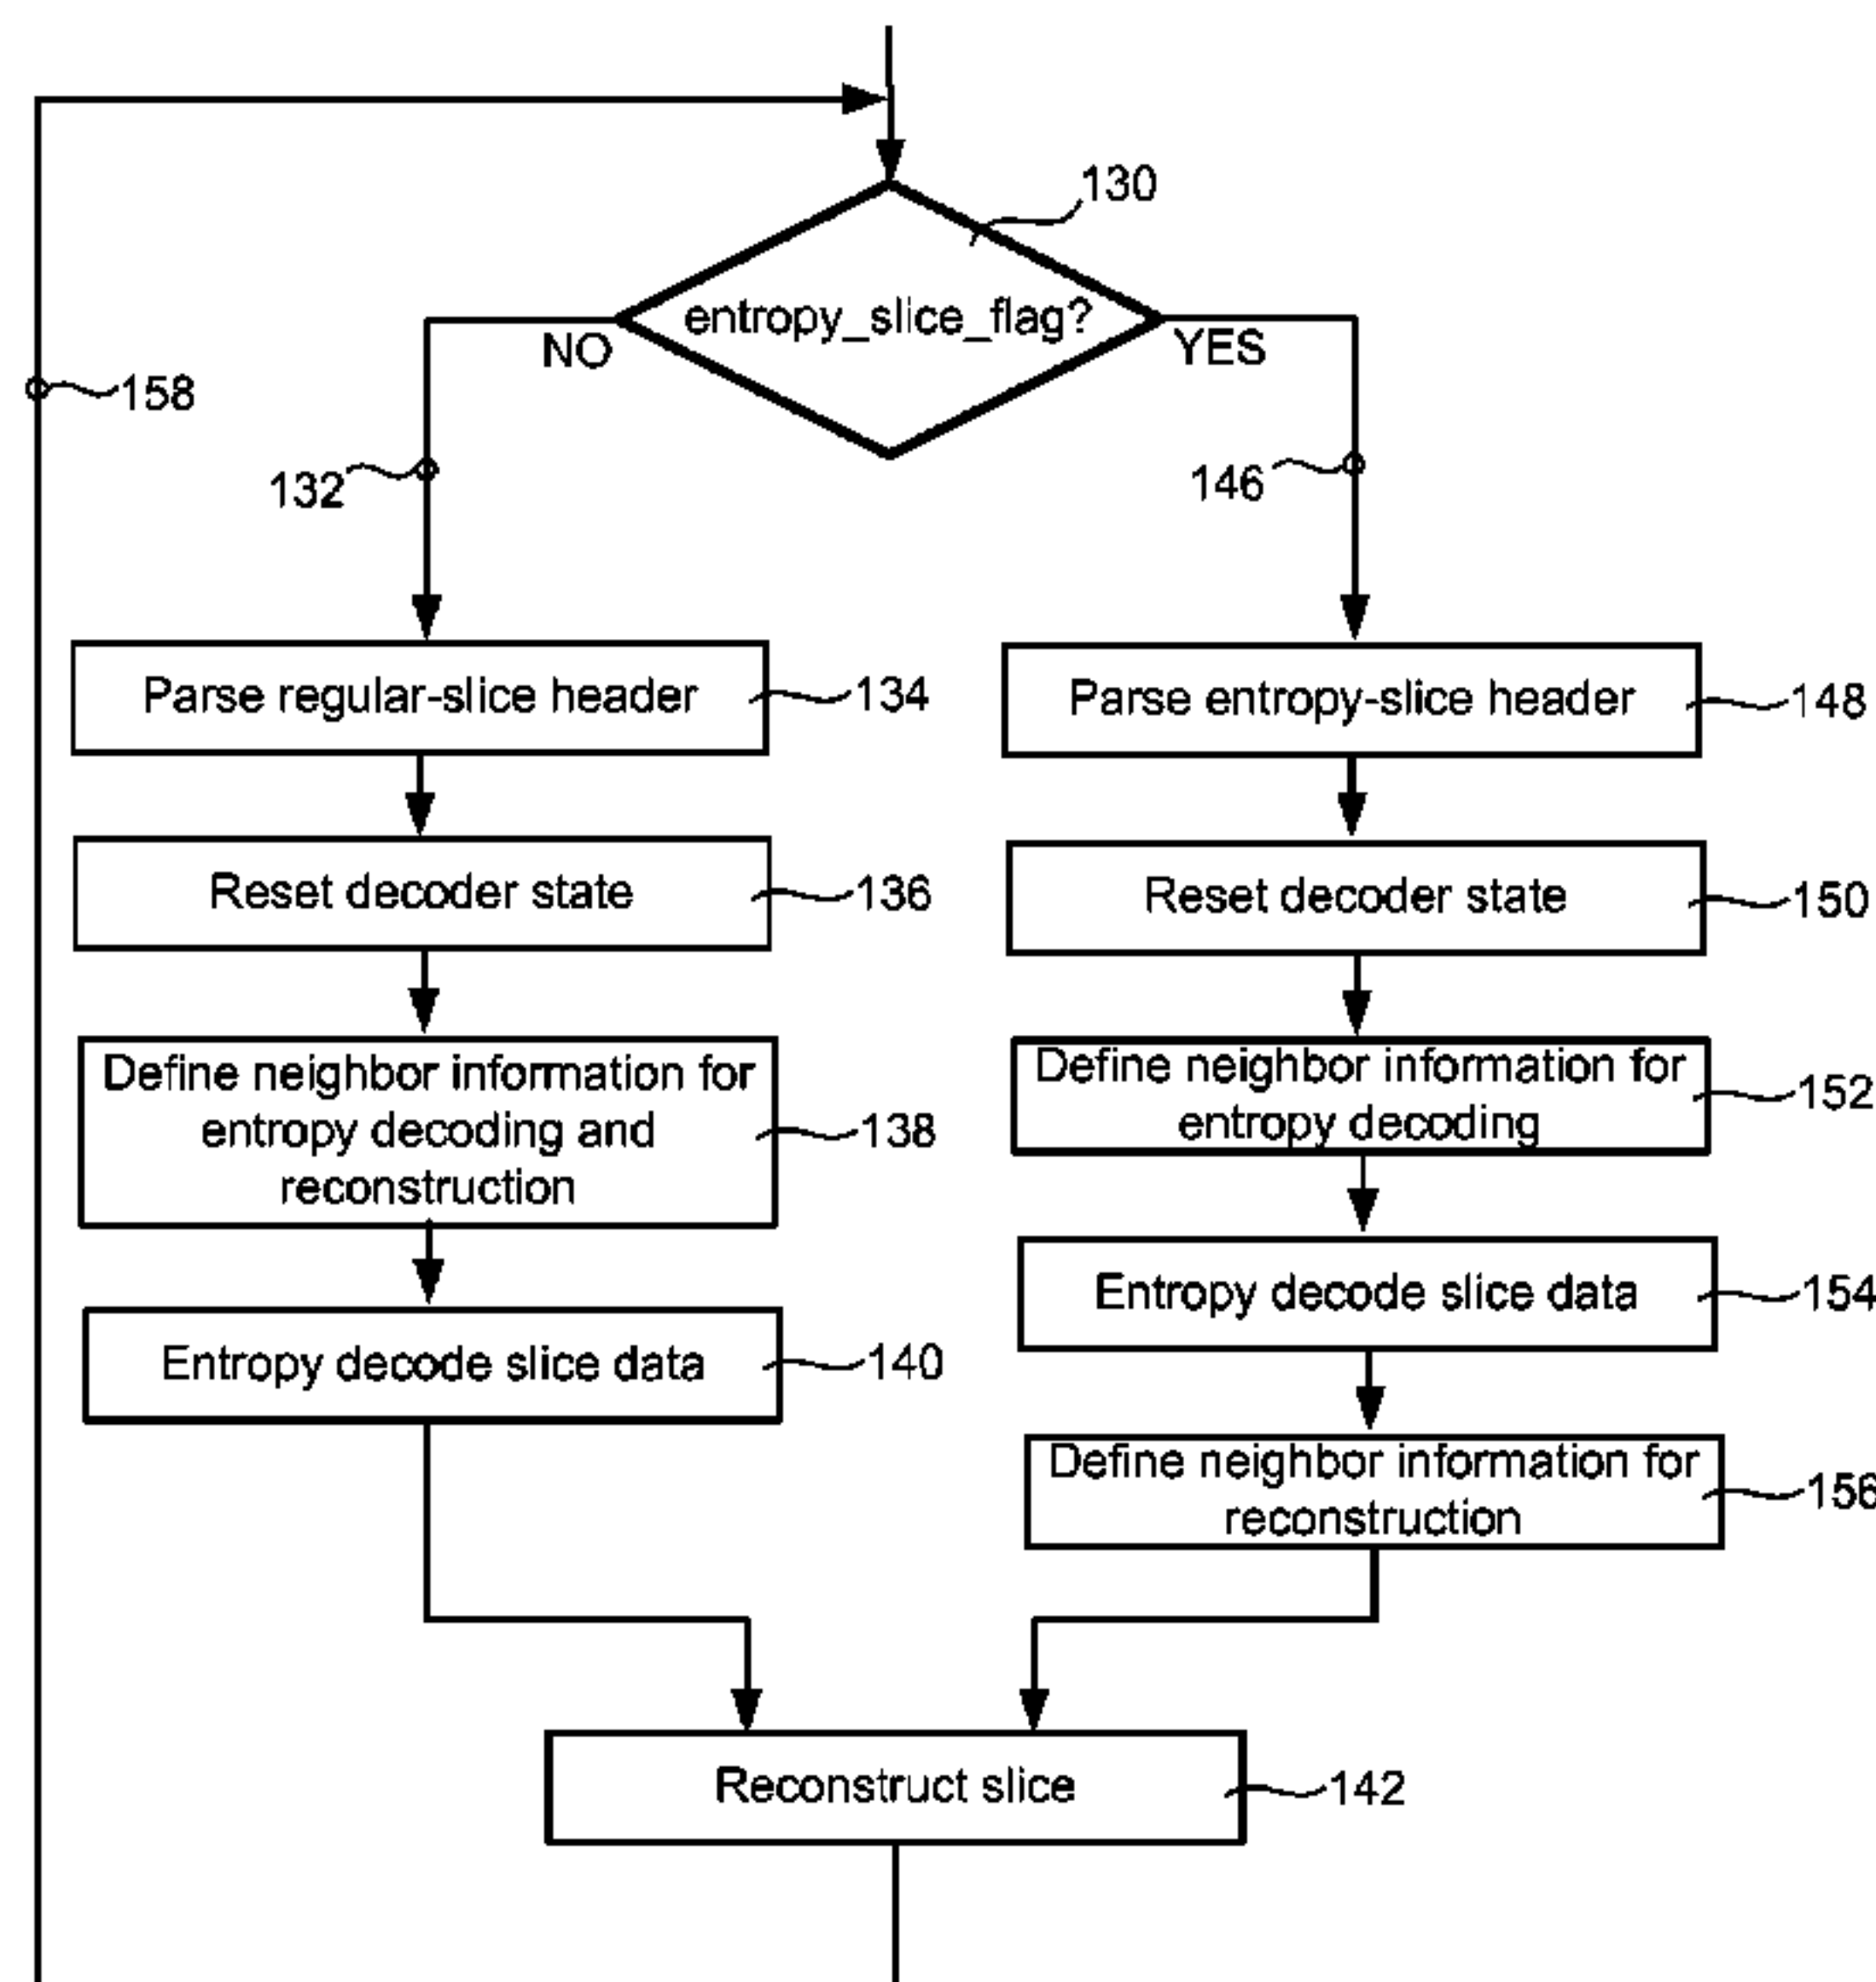 130
entropy_slice_flag?
NO
YES
158
132
146
Parse regular-slice header
134
Parse entropy-slice header
148
Reset decoder state
136
Reset decoder state
150
Define neighbor information for
entropy decoding and
reconstruction
138
Define neighbor information for
entropy decoding
152
Entropy decode slice data
154
Entropy decode slice data
140
Define neighbor information for
reconstruction
156
Reconstruct slice
142